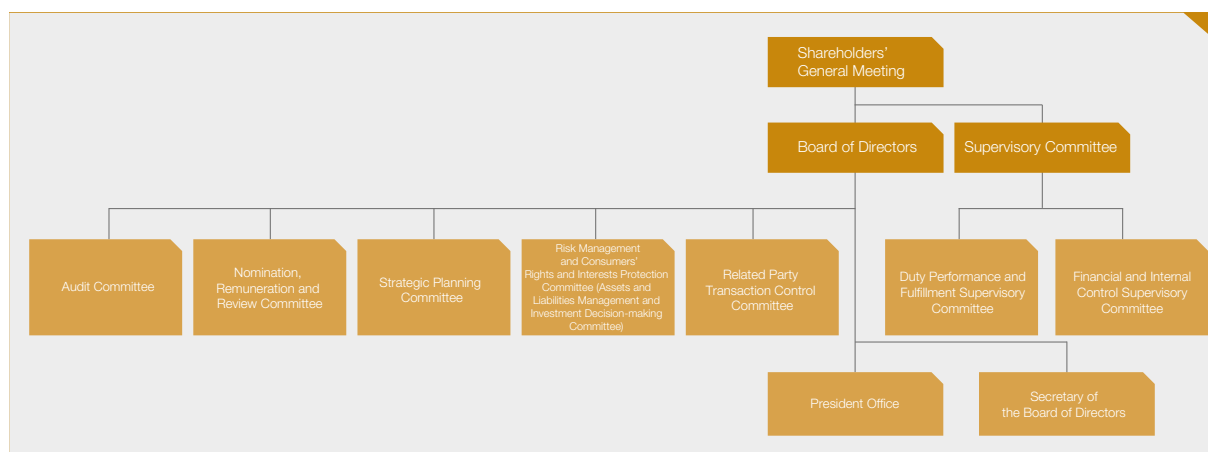 Shareholders'
General Meeting
Board of Directors
Supervisory Committee
Audit Committee
Nomination,
Remuneration and
Review Committee
Strategic Planning
Committee
Risk Management
and Consumers'
Rights and Interests Protection
Committee (Assets and
Liabilities Management and
Investment Decision-making
Committee)
Related Party
Transaction Control
Committee
Duty Performance and
Fulfillment Supervisory
Committee
Financial and Internal
Control Supervisory
Committee
President Office
Secretary of
the Board of Directors